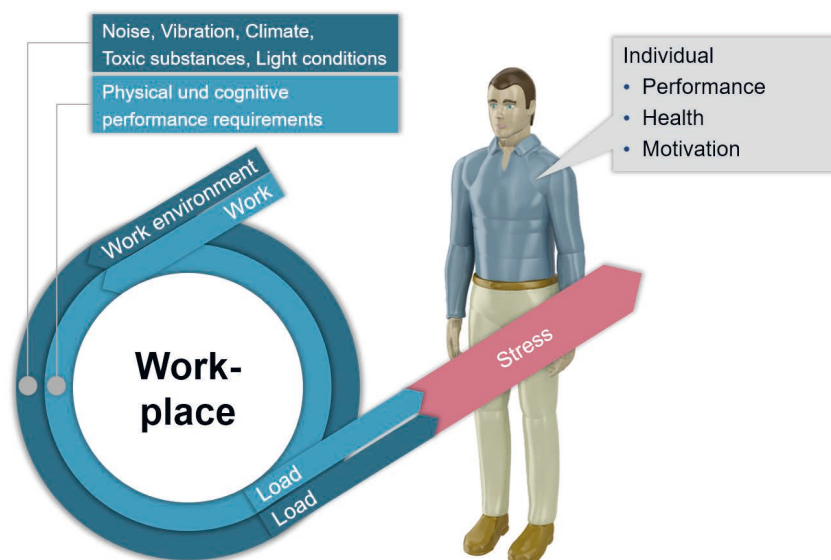 Noise, Vibration, Climate,
Toxic substances, Light conditions
Physical und cognitive
performance requirements
Individual
• Performance
• Health
• Motivation
Work environment
Work
Work-
place
Stress
Load
Load